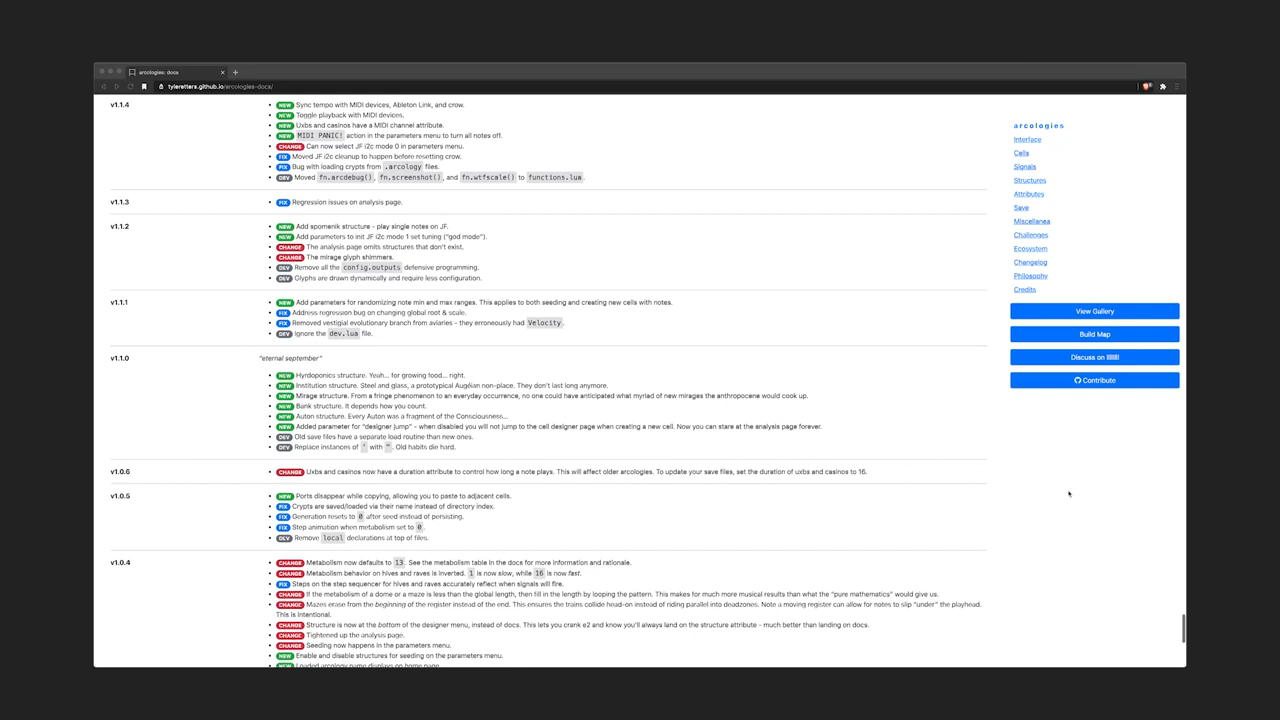 arcologies: docs
tyleretters.github.io/arcologies-docs/
v1.1.4
NEW Sync tempo with MIDI devices, Ableton Link, and crow.
NEW Toggle playback with MIDI devices.
NEW Uxbs and casinos have a MIDI channel attribute.
NEW MIDI PANIC! action in the parameters menu to turn all notes off.
CHANGE Can now select JF i2c mode 0 in parameters menu.
FIX Moved JF i2c cleanup to happen before resetting crow.
FIX Bug with loading crypts from .arcology files.
DEV Moved fn.arcdebug(), fn.screenshot(), and fn.wtfscale() to functions.lua.
v1.1.3
FIX Regression issues on analysis page.
v1.1.2
NEW Add spomenik structure - play single notes on JF.
NEW Add parameters to init JF i2c mode 1 set tuning ("god mode").
CHANGE The analysis page omits structures that don't exist.
CHANGE The mirage glyph shimmers.
DEV Remove all the config.outputs defensive programming.
DEV Glyphs are drawn dynamically and require less configuration.
v1.1.1
NEW Add parameters for randomizing note min and max ranges. This applies to both seeding and creating new cells with notes.
FIX Address regression bug on changing global root & scale.
FIX Removed vestigial evolutionary branch from aviaries - they erroneously had Velocity.
DEV Ignore the dev.lua file.
v1.1.0
"eternal september"
NEW Hyrdoponics structure. Yeah... for growing food... right.
NEW Institution structure. Steel and glass, a prototypical Augéian non-place. They don't last long anymore.
NEW Mirage structure. From a fringe phenomenon to an everyday occurrence, no one could have anticipated what myriad of new mirages the anthropocene would cook up.
NEW Bank structure. It depends how you count.
NEW Auton structure. Every Auton was a fragment of the Consciousness...
NEW Added parameter for "designer jump" - when disabled you will not jump to the cell designer page when creating a new cell. Now you can stare at the analysis page forever.
DEV Old save files have a separate load routine than new ones.
DEV Replace instances of ' with ". Old habits die hard.
v1.0.6
CHANGE Uxbs and casinos now have a duration attribute to control how long a note plays. This will affect older arcologies. To update your save files, set the duration of uxbs and casinos to 16.
v1.0.5
NEW Ports disappear while copying, allowing you to paste to adjacent cells.
FIX Crypts are saved/loaded via their name instead of directory index.
FIX Generation resets to 0 after seed instead of persisting.
FIX Step animation when metabolism set to 0.
DEV Remove local declarations at top of files.
v1.0.4
CHANGE Metabolism now defaults to 13. See the metabolism table in the docs for more information and rationale.
CHANGE Metabolism behavior on hives and raves is inverted. 1 is now slow, while 16 is now fast.
FIX Steps on the step sequencer for hives and raves accurately reflect when signals will fire.
CHANGE If the metabolism of a dome or a maze is less than the global length, then fill in the length by looping the pattern. This makes for much more musical results than what the "pure mathematics" would give us.
CHANGE Mazes erase from the beginning of the register instead of the end. This ensures the trains collide head-on instead of riding parallel into deadzones. Note a moving register can allow for notes to slip "under" the playhead.
This is intentional.
CHANGE Structure is now at the bottom of the designer menu, instead of docs. This lets you crank e2 and know you'll always land on the structure attribute - much better than landing on docs.
CHANGE Tightened up the analysis page.
CHANGE Seeding now happens in the parameters menu.
NEW Enable and disable structures for seeding on the parameters menu.
NEW Loaded arcology name displays on home page.
arcologies
Interface
Cells
Signals
Structures
Attributes
Save
Miscellanea
Challenges
Ecosystem
Changelog
Philosophy
Credits
View Gallery
Build Map
Discuss on llllllll
Contribute